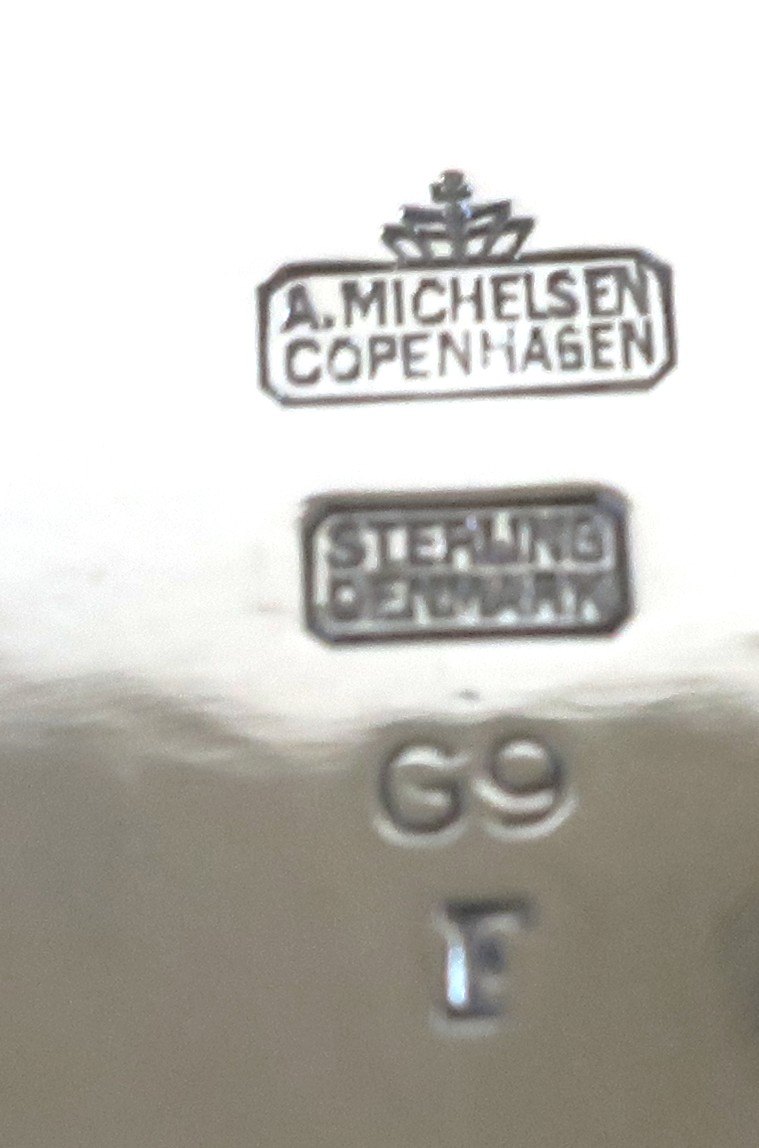 A. MICHELSEN
COPENHAGEN
STERLING
DENMARK
G9
E